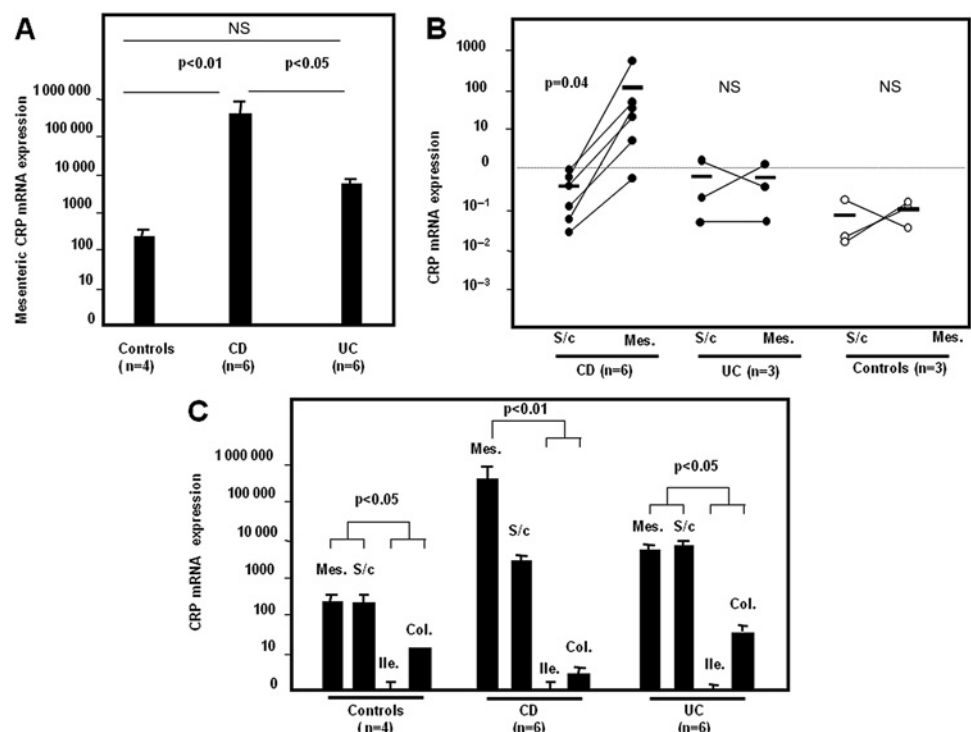 A
NS
p<0.01
p<0.05
Mesenteric CRP mRNA expression
1 000 000
100 000
10 000
1000
100
10
0
Controls
CD
UC
( n=4)
(n=6)
(n=6)
B
CRP mRNA expression
1000
100
10
0
10⁻¹
10⁻²
10⁻³
p=0.04
NS
NS
S/c
Mes.
S/c
Mes.
S/c
Mes.
CD (n=6)
UC (n=3)
Controls (n=3)
C
CRP mRNA expression
1 000 000
100 000
10 000
1000
100
10
0
p<0.05
Mes.
S/c
Ile.
Col.
p<0.01
Mes.
S/c
Ile.
Col.
p<0.05
Mes.
S/c
Ile.
Col.
Controls
CD
UC
( n=4)
(n=6)
(n=6)